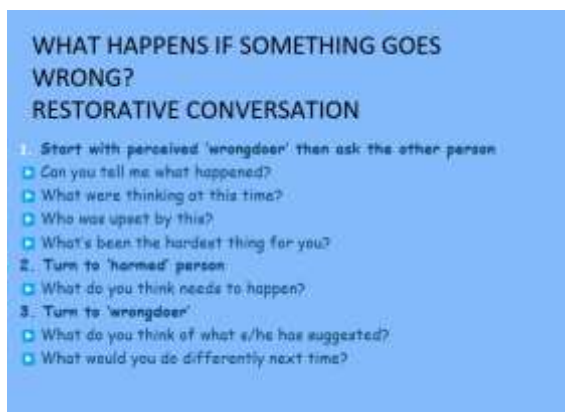 WHAT HAPPENS IF SOMETHING GOES
WRONG?
RESTORATIVE CONVERSATION
1. Start with perceived 'wrongdoer' then ask the other person
Can you tell me what happened?
What were thinking at this time?
Who was upset by this?
What's been the hardest thing for you?
2. Turn to 'harmed' person
What do you think needs to happen?
3. Turn to 'wrongdoer'
What do you think of what s/he has suggested?
What would you do differently next time?